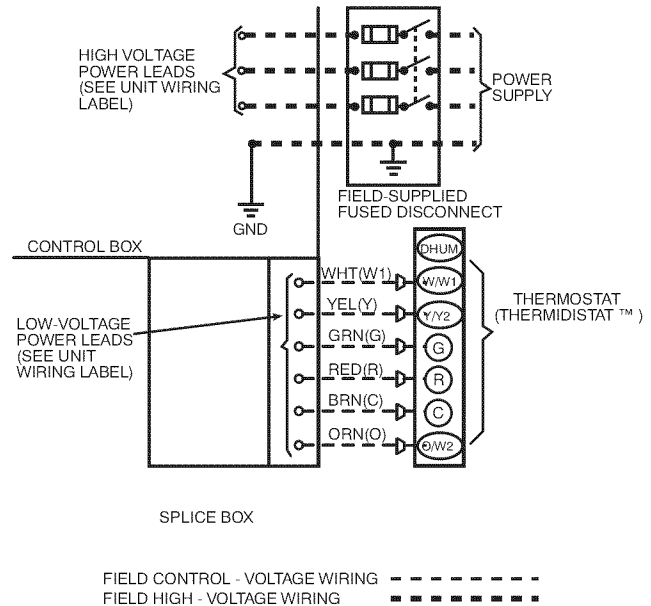 HIGH VOLTAGE
POWER LEADS
(SEE UNIT WIRING
LABEL)
POWER
SUPPLY
GND
FIELD-SUPPLIED
FUSED DISCONNECT
CONTROL BOX
LOW-VOLTAGE
POWER LEADS
(SEE UNIT
WIRING LABEL)
WHT(W1)
YEL(Y)
GRN(G)
RED(R)
BRN(C)
ORN(O)
DHUM
W/W1
Y/Y2
G
R
C
O/W2
THERMOSTAT
(THERMIDISTAT ™ )
SPLICE BOX
FIELD CONTROL - VOLTAGE WIRING
FIELD HIGH - VOLTAGE WIRING